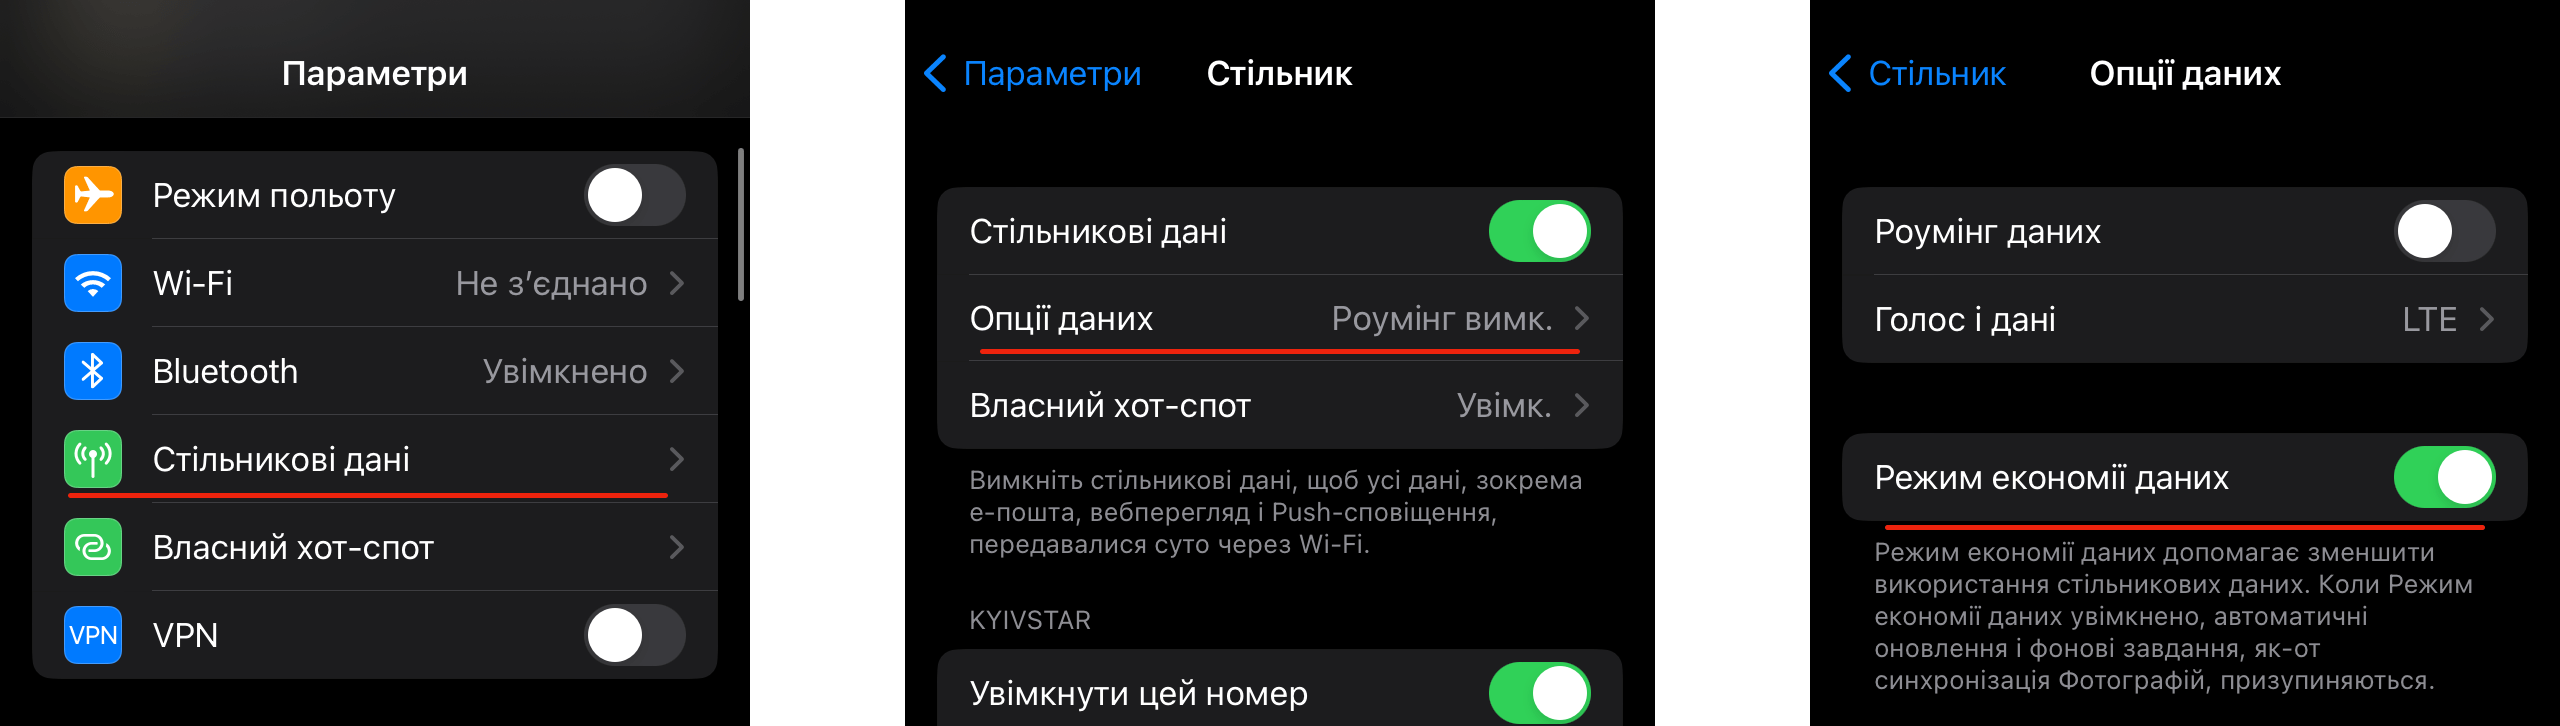 Параметри
Режим польоту
Wi-Fi Не з’єднано
Bluetooth Увімкнено
Стільникові дані
Власний хот-спот
VPN VPN
Параметри Стільник
Стільникові дані
Опції даних Роумінг вимк.
Власний хот-спот Увімк.
Вимкніть стільникові дані, щоб усі дані, зокрема
е-пошта, вебперегляд і Push-сповіщення,
передавалися суто через Wi-Fi.
KYIVSTAR
Увімкнути цей номер
Стільник Опції даних
Роумінг даних
Голос і дані LTE
Режим економії даних
Режим економії даних допомагає зменшити
використання стільникових даних. Коли Режим
економії даних увімкнено, автоматичні
оновлення і фонові завдання, як-от
синхронізація Фотографій, призупиняються.